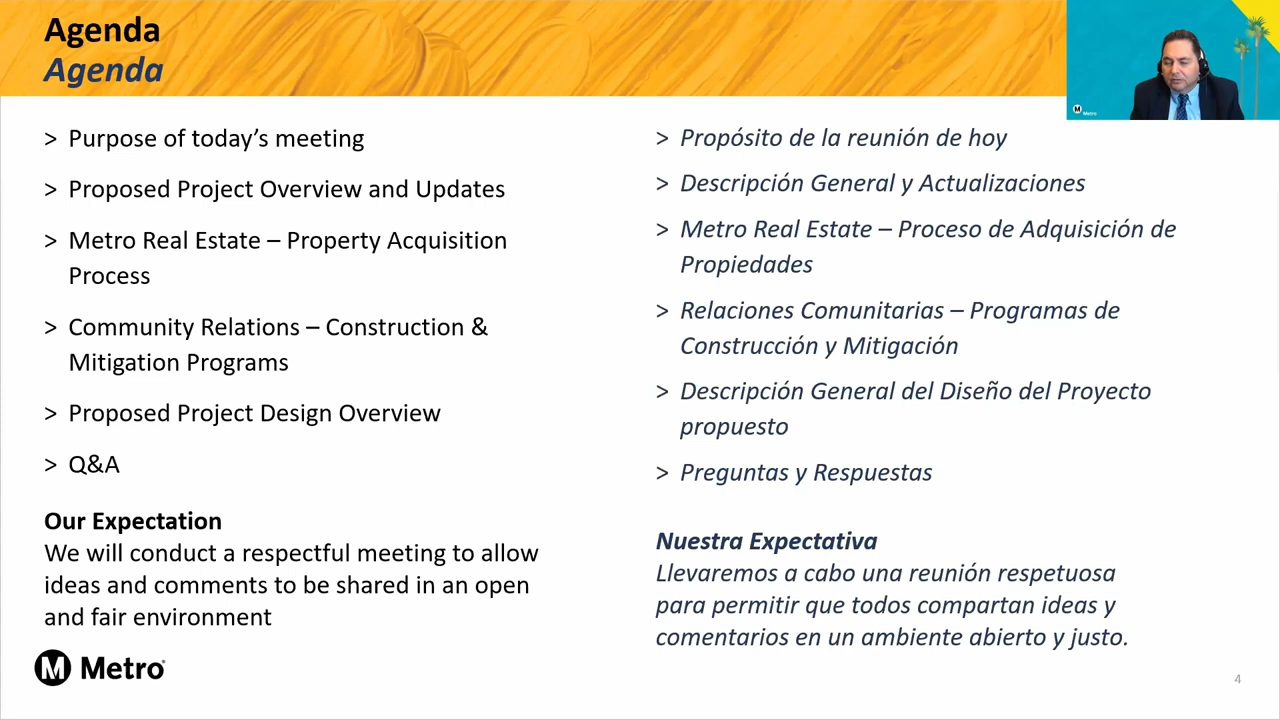 Agenda
Agenda
> Purpose of today’s meeting
> Proposed Project Overview and Updates
> Metro Real Estate – Property Acquisition
Process
> Community Relations – Construction &
Mitigation Programs
> Proposed Project Design Overview
> Q&A
Our Expectation
We will conduct a respectful meeting to allow
ideas and comments to be shared in an open
and fair environment
> Propósito de la reunión de hoy
> Descripción General y Actualizaciones
> Metro Real Estate – Proceso de Adquisición de
Propiedades
> Relaciones Comunitarias – Programas de
Construcción y Mitigación
> Descripción General del Diseño del Proyecto
propuesto
> Preguntas y Respuestas
Nuestra Expectativa
Llevaremos a cabo una reunión respetuosa
para permitir que todos compartan ideas y
comentarios en un ambiente abierto y justo.
M Metro
M Metro
4